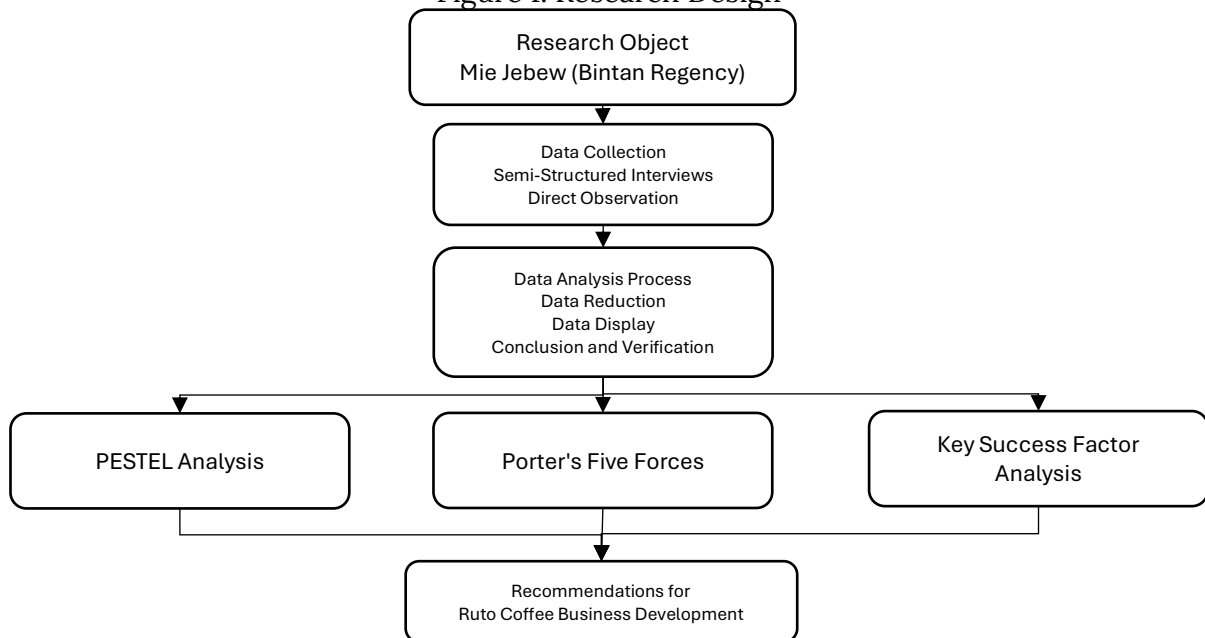 Figure 1. Research Design
Research Object
Mie Jebew (Bintan Regency)
Data Collection
Semi-Structured Interviews
Direct Observation
Data Analysis Process
Data Reduction
Data Display
Conclusion and Verification
PESTEL Analysis
Porter's Five Forces
Key Success Factor
Analysis
Recommendations for
Ruto Coffee Business Development